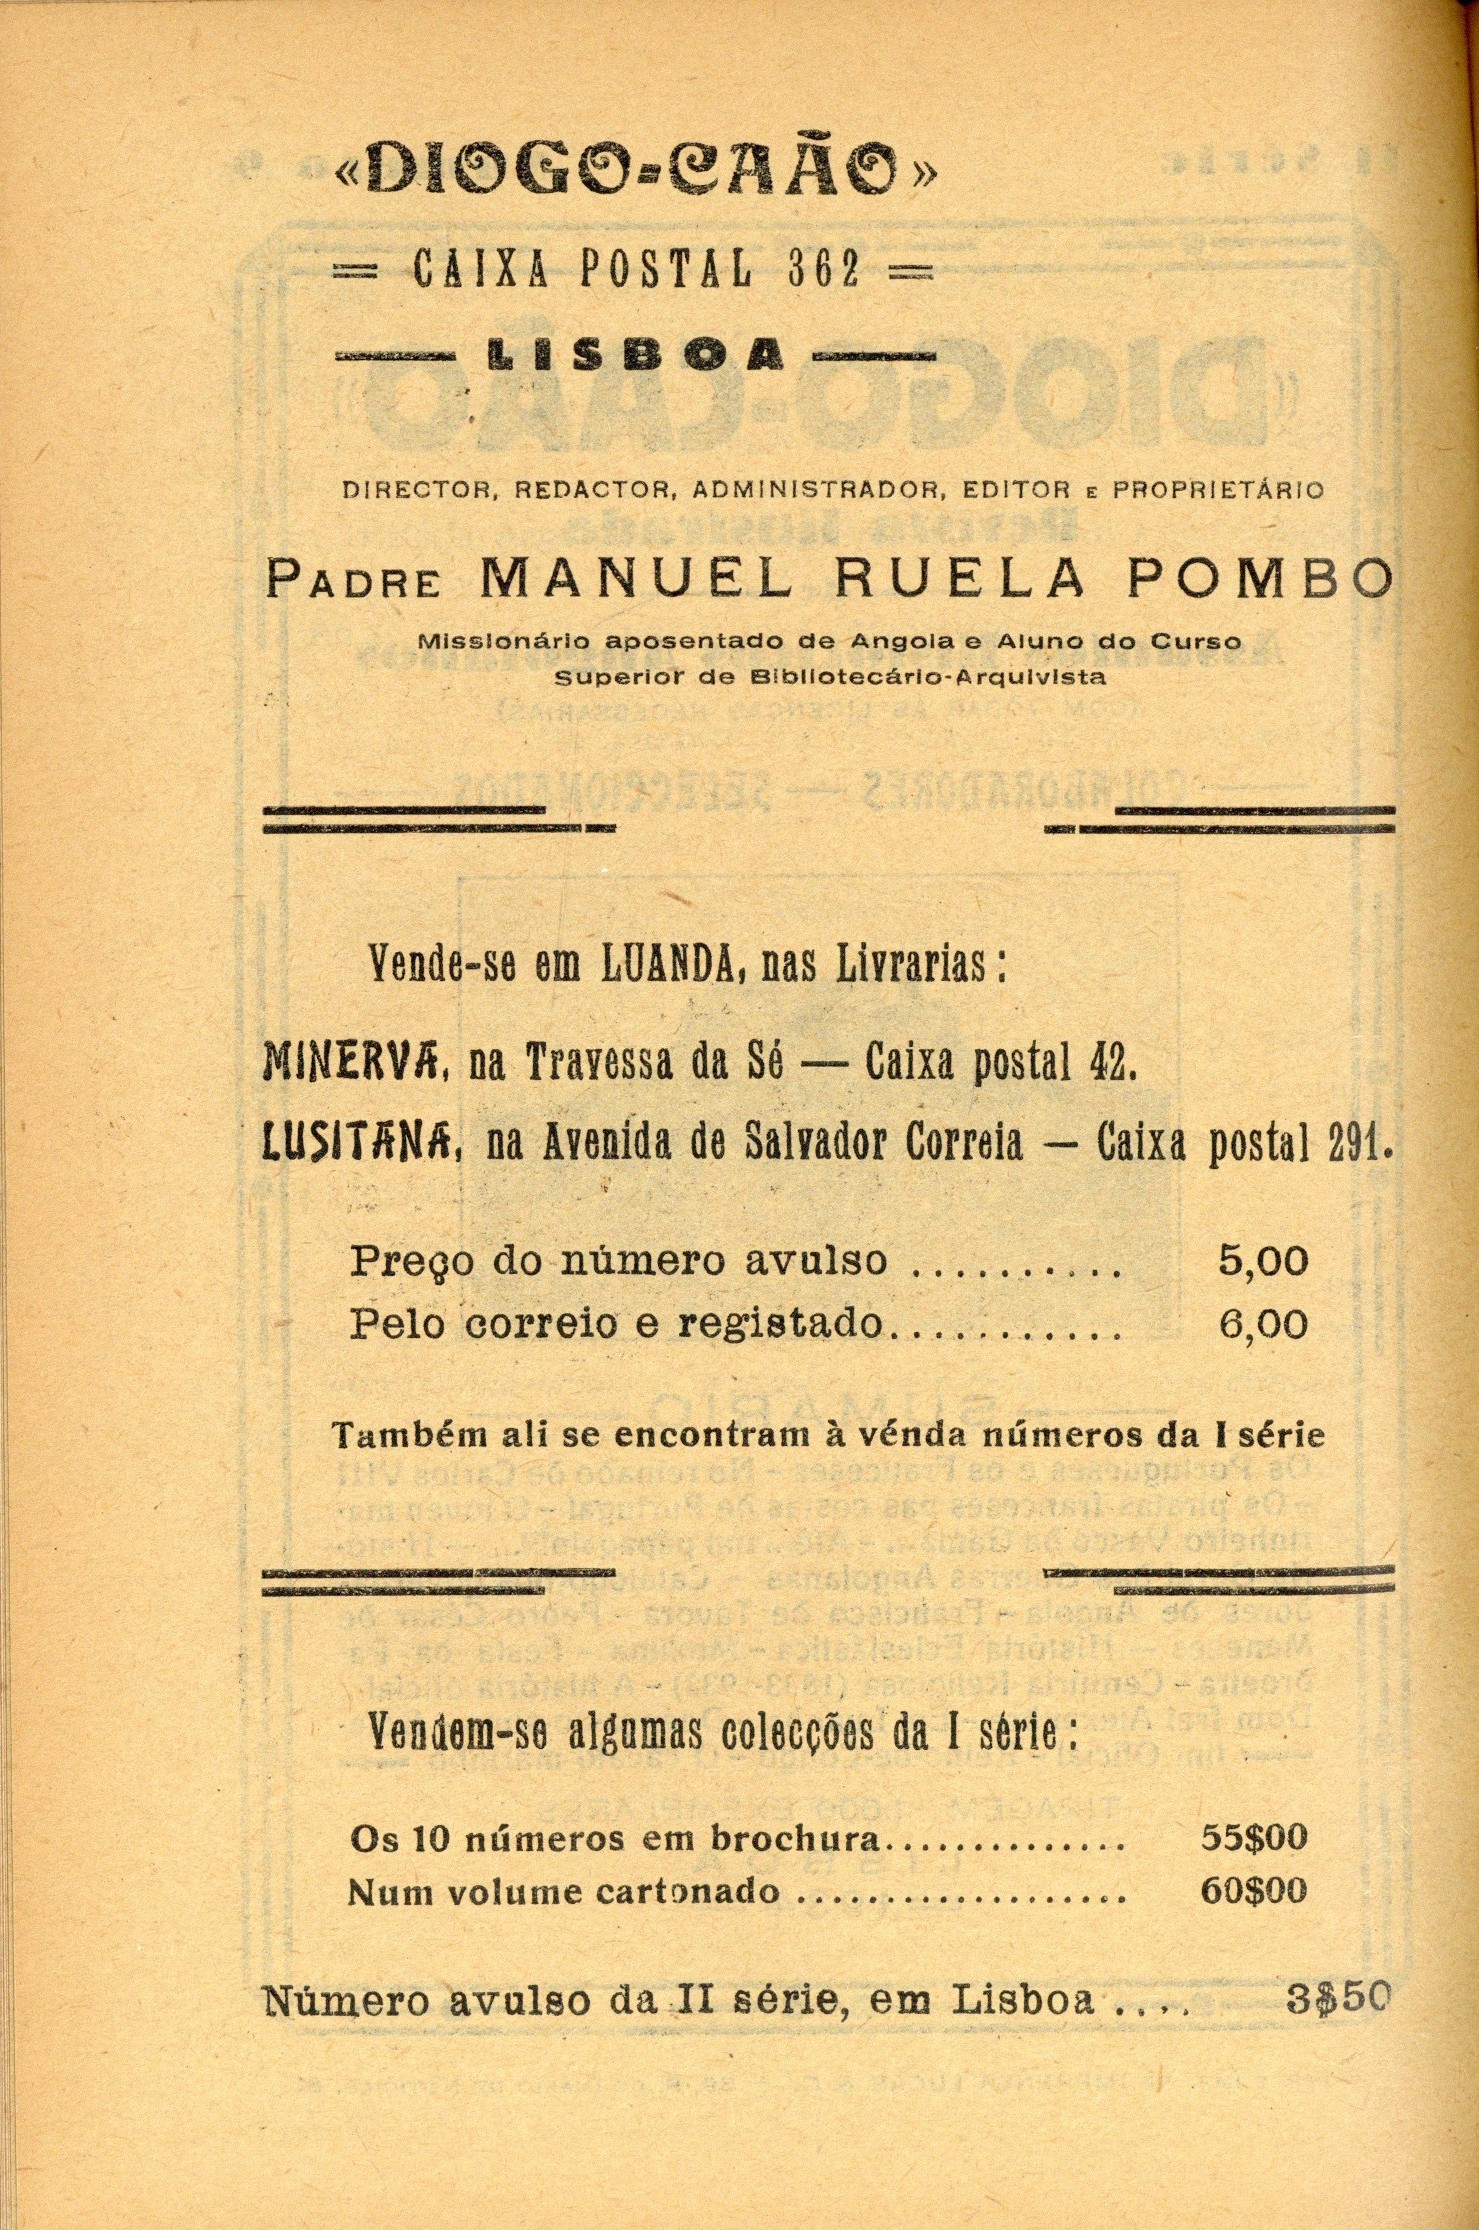 «DIOGO-CAÃO»
= CAIXA POSTAL 362 =
— LISBOA —
DIRECTOR, REDACTOR, ADMINISTRADOR, EDITOR E PROPRIETÁRIO
PADRE MANUEL RUELA POMBO
Missionário aposentado de Angola e Aluno do Curso
Superior de Bibliotecário-Arquivista
Vende-se em LUANDA, nas Livrarias:
MINERVA, na Travessa da Sé — Caixa postal 42.
LUSITANA, na Avenida de Salvador Correia — Caixa postal 291.
Preço do número avulso .......... 5,00
Pelo correio e registado........... 6,00
Também ali se encontram à vénda números da I série
Vendem-se algumas colecções da I série:
Os 10 números em brochura.............. 55$00
Num volume cartonado ................... 60$00
Número avulso da II série, em Lisboa .... 3$50